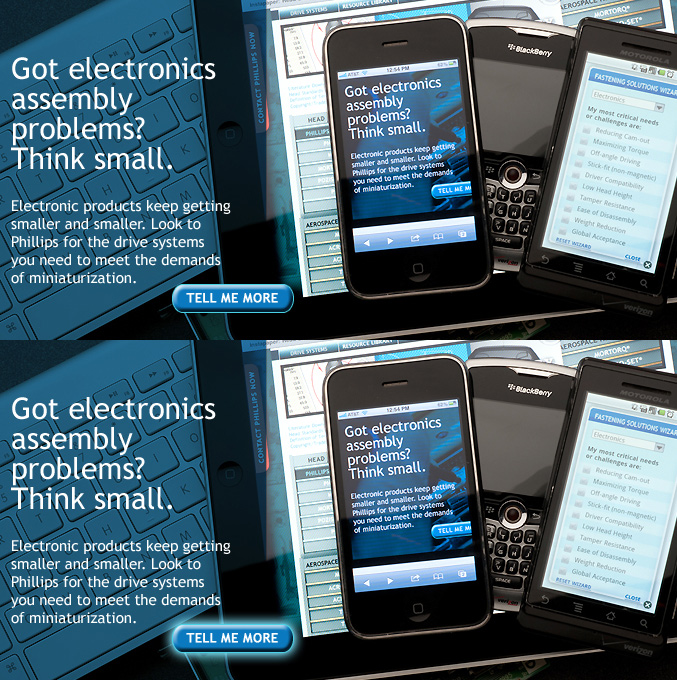 DRIVE SYSTEMS
RESOURCE LIBRARY
MORTORQ®
CONTACT PHILLIPS NOW
Got electronics
assembly
problems?
Think small.
Electronic products keep getting
smaller and smaller. Look to
Phillips for the drive systems
you need to meet the demands
of miniaturization.
TELL ME MORE
HEAD
PHILLIPS
AEROSPACE
AT&T
12:54 PM
62%
Got electronics
assembly
problems?
Think small.
Electronic products keep getting
smaller and smaller. Look to
Phillips for the drive systems
you need to meet the demands
of miniaturization.
TELL ME M
BlackBerry
SPACE
MOTOROLA
FASTENING SOLUTIONS WIZAR
Electronics
My most critical needs
or challenges are:
Reducing Cam-out
Maximizing Torque
Off-angle Driving
Stick-fit (non-magnetic)
Driver Compatibility
Low Head Height
Tamper Resistance
Ease of Disassembly
Weight Reduction
Global Acceptance
RESET WIZARD
CLOSE
verizon
DRIVE SYSTEMS
RESOURCE LIBRARY
AEROSPACE
MORTORQ®
CONTACT PHILLIPS NOW
Got electronics
assembly
problems?
Think small.
Electronic products keep getting
smaller and smaller. Look to
Phillips for the drive systems
you need to meet the demands
of miniaturization.
TELL ME MORE
HEAD
PHILLIPS
AEROSPACE
AT&T
12:54 PM
62%
Got electronics
assembly
problems?
Think small.
Electronic products keep getting
smaller and smaller. Look to
Phillips for the drive systems
you need to meet the demands
of miniaturization.
TELL ME M
BlackBerry
SPACE
MOTOROLA
FASTENING SOLUTIONS WIZAR
Electronics
My most critical needs
or challenges are:
Reducing Cam-out
Maximizing Torque
Off-angle Driving
Stick-fit (non-magnetic)
Driver Compatibility
Low Head Height
Tamper Resistance
Ease of Disassembly
Weight Reduction
Global Acceptance
RESET WIZARD
CLOSE
verizon